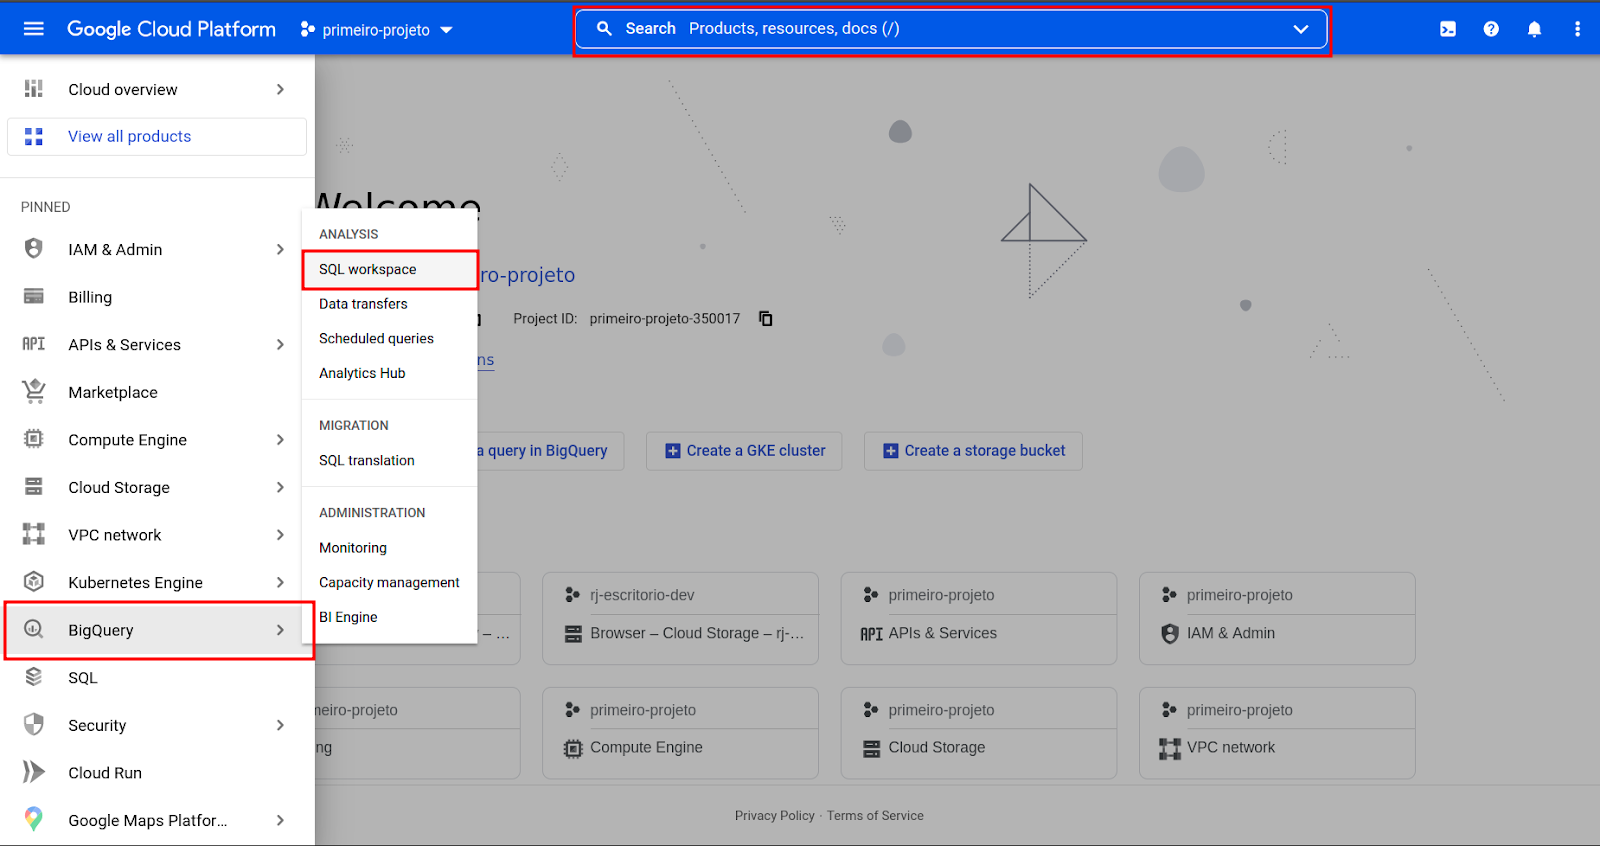 Google Cloud Platform
primeiro-projeto
Search Products, resources, docs (/)
Cloud overview
View all products
PINNED
IAM & Admin
Billing
API APIs & Services
Marketplace
Compute Engine
Cloud Storage
VPC network
Kubernetes Engine
BigQuery
SQL
Security
Cloud Run
Google Maps Platfor...
ANALYSIS
SQL workspace
Data transfers
Scheduled queries
Analytics Hub
MIGRATION
SQL translation
ADMINISTRATION
Monitoring
Capacity management
BI Engine
Welcome
ro-projeto
Project ID: primeiro-projeto-350017
ns
a query in BigQuery
Create a GKE cluster
Create a storage bucket
– ...
rj-escritorio-dev
Browser – Cloud Storage – rj-...
primeiro-projeto
API APIs & Services
primeiro-projeto
IAM & Admin
neiro-projeto
ng
primeiro-projeto
Compute Engine
primeiro-projeto
Cloud Storage
primeiro-projeto
VPC network
Privacy Policy · Terms of Service